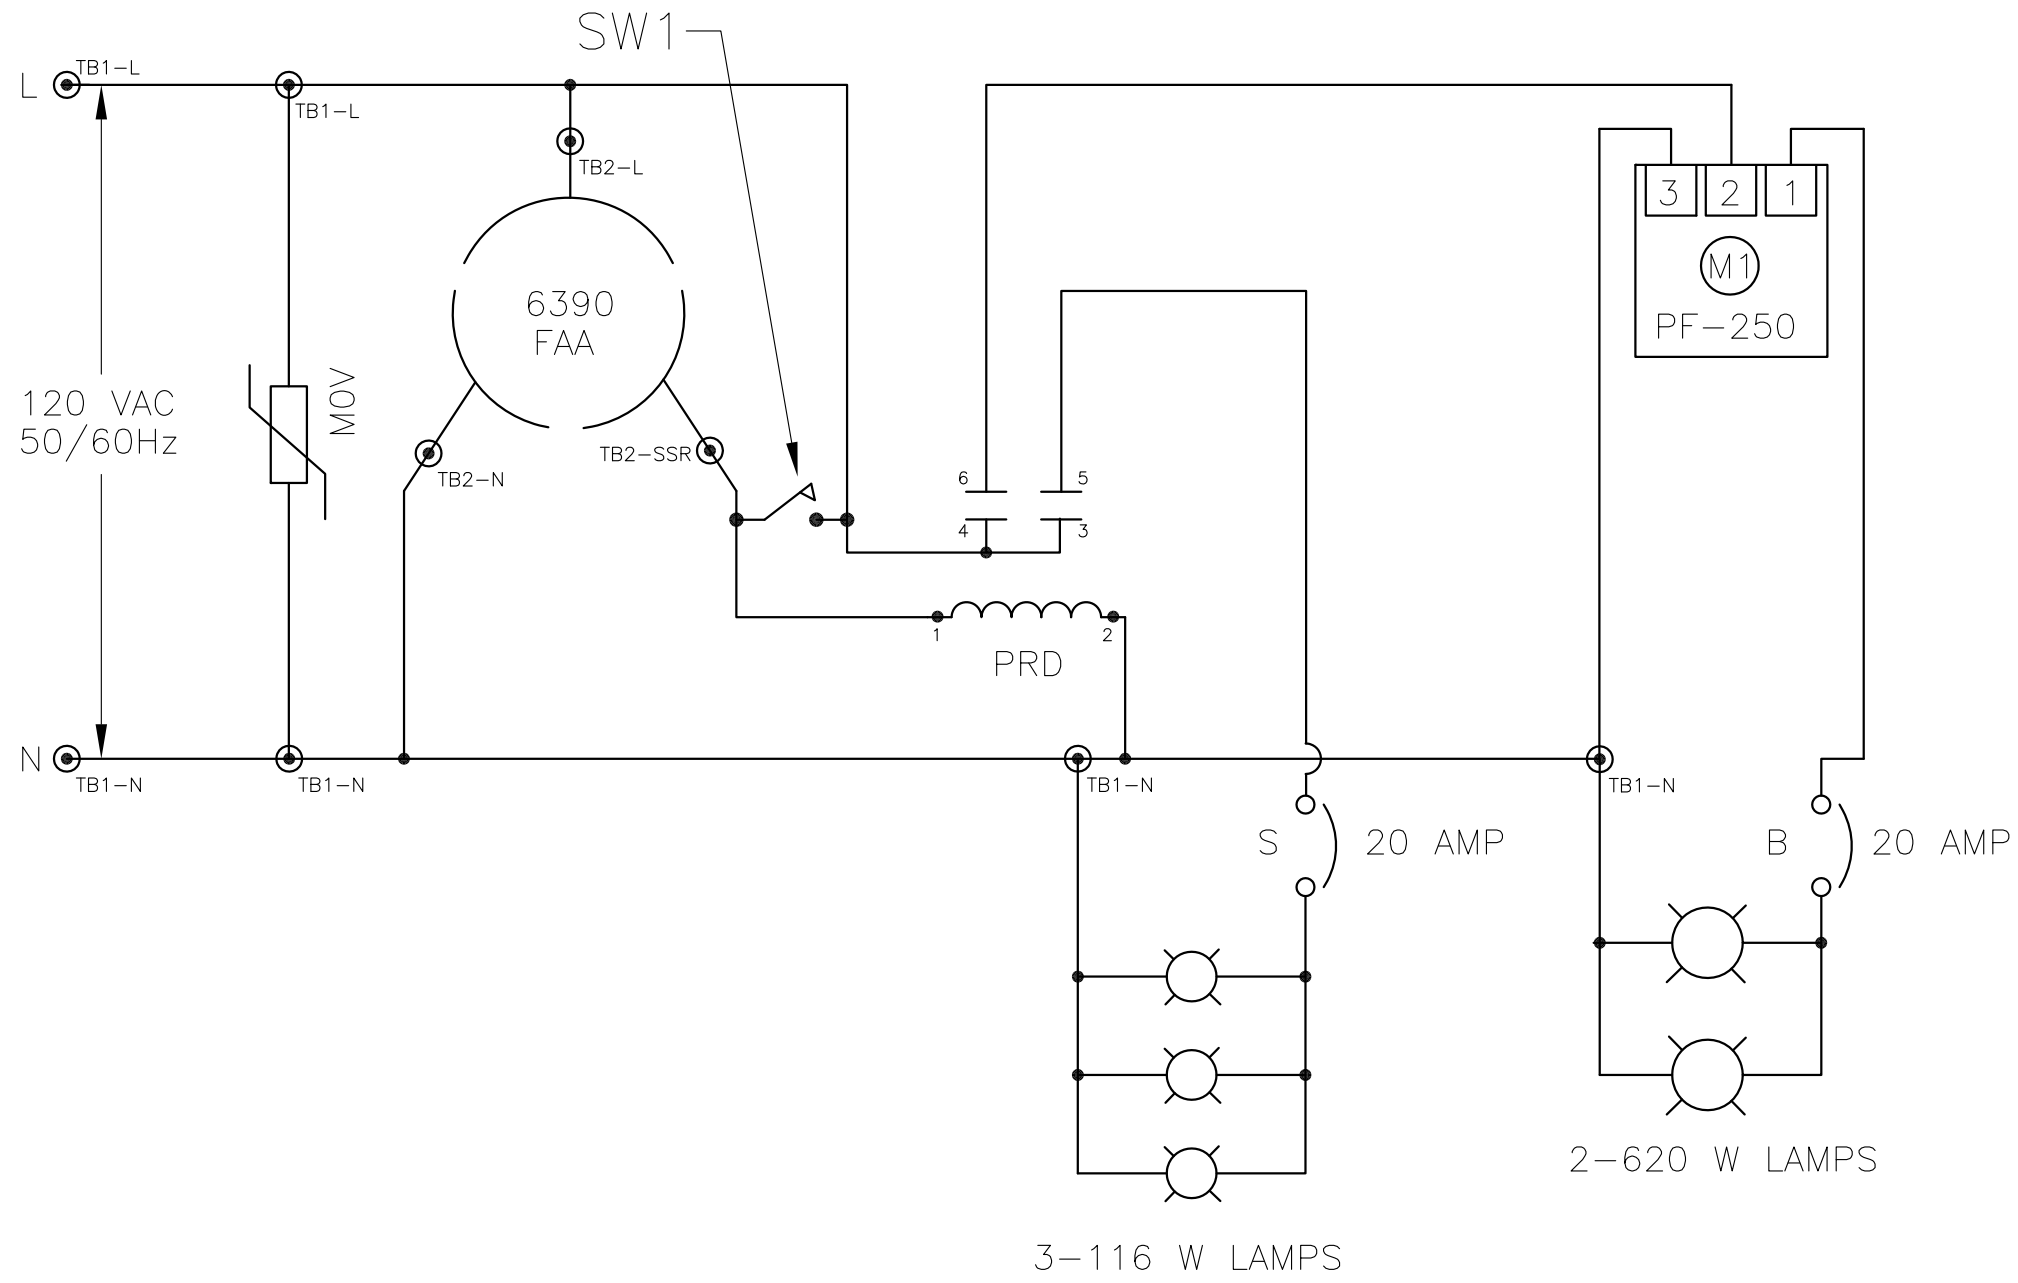 SW1
L
TB1-L
TB1-L
TB2-L
3 2 1
M1
PF-250
6390
FAA
120 VAC
50/60Hz
MOV
TB2-N
TB2-SSR
6
5
4
3
1
2
PRD
N
TB1-N
TB1-N
TB1-N
TB1-N
S
20 AMP
B
20 AMP
2-620 W LAMPS
3-116 W LAMPS